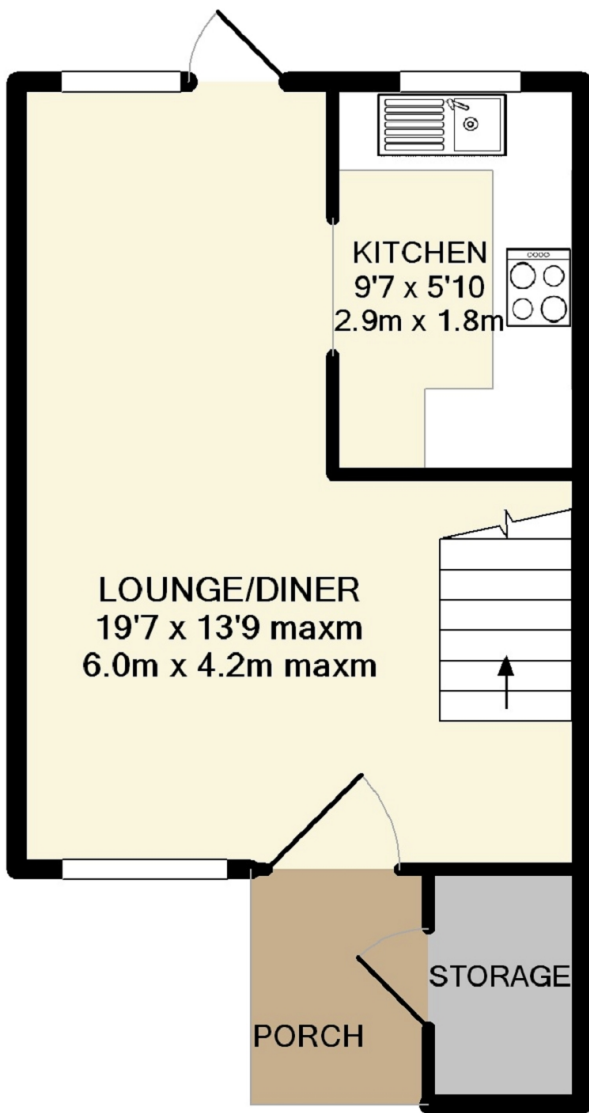 KITCHEN
9'7 x 5'10
2.9m x 1.8m
LOUNGE/DINER
19'7 x 13'9 maxm
6.0m x 4.2m maxm
STORAGE
PORCH